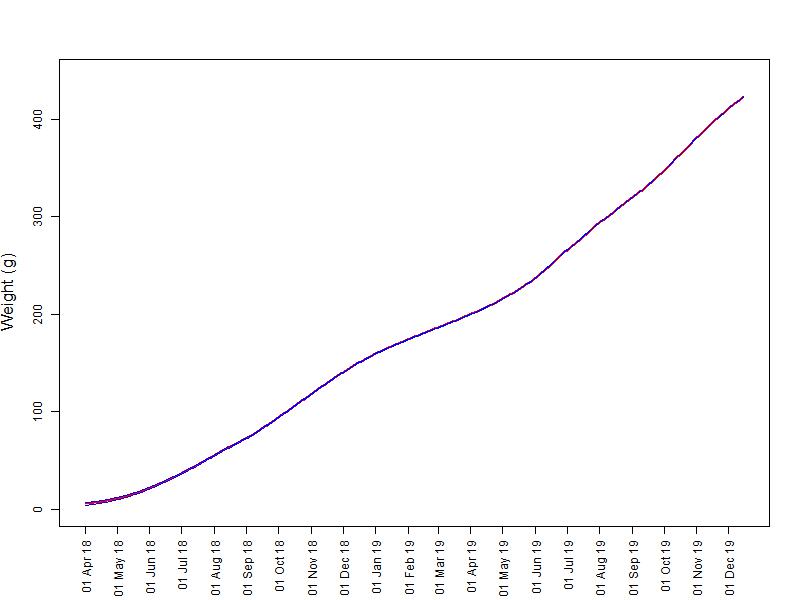 Weight (g)
400
300
200
100
0
01 Apr 18
01 May 18
01 Jun 18
01 Jul 18
01 Aug 18
01 Sep 18
01 Oct 18
01 Nov 18
01 Dec 18
01 Jan 19
01 Feb 19
01 Mar 19
01 Apr 19
01 May 19
01 Jun 19
01 Jul 19
01 Aug 19
01 Sep 19
01 Oct 19
01 Nov 19
01 Dec 19